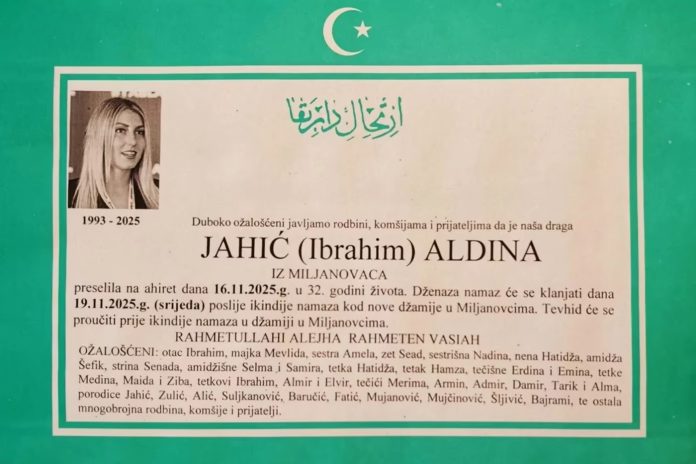 ارتحال دار بقا
1993 - 2025
Duboko ožalošćeni javljamo rodbini, komšijama i prijateljima da je naša draga
JAHIĆ (Ibrahim) ALDINA
IZ MILJANOVACA
preselila na ahiret dana 16.11.2025.g. u 32. godini života. Dženaza namaz će se klanjati dana
19.11.2025.g. (srijeda) poslije ikindije namaza kod nove džamije u Miljanovcima. Tevhid će se
proučiti prije ikindije namaza u džamiji u Miljanovcima.
RAHMETULLAHI ALEJHA RAHMETEN VASIAH
OŽALOŠĆENI: otac Ibrahim, majka Mevlida, sestra Amela, zet Sead, sestrišna Nadina, nena Hatidža, amidža
Šefik, strina Senada, amidžišne Selma i Samira, tetka Hatidža, tetak Hamza, tečišne Erdina i Emina, tetke
Medina, Maida i Ziba, tetkovi Ibrahim, Almir i Elvir, tečići Merima, Armin, Admir, Damir, Tarik i Alma,
porodice Jahić, Zulić, Alić, Suljkanović, Baručić, Fatić, Mujanović, Mujčinović, Šljivić, Bajrami, te ostala
mnogobrojna rodbina, komšije i prijatelji.